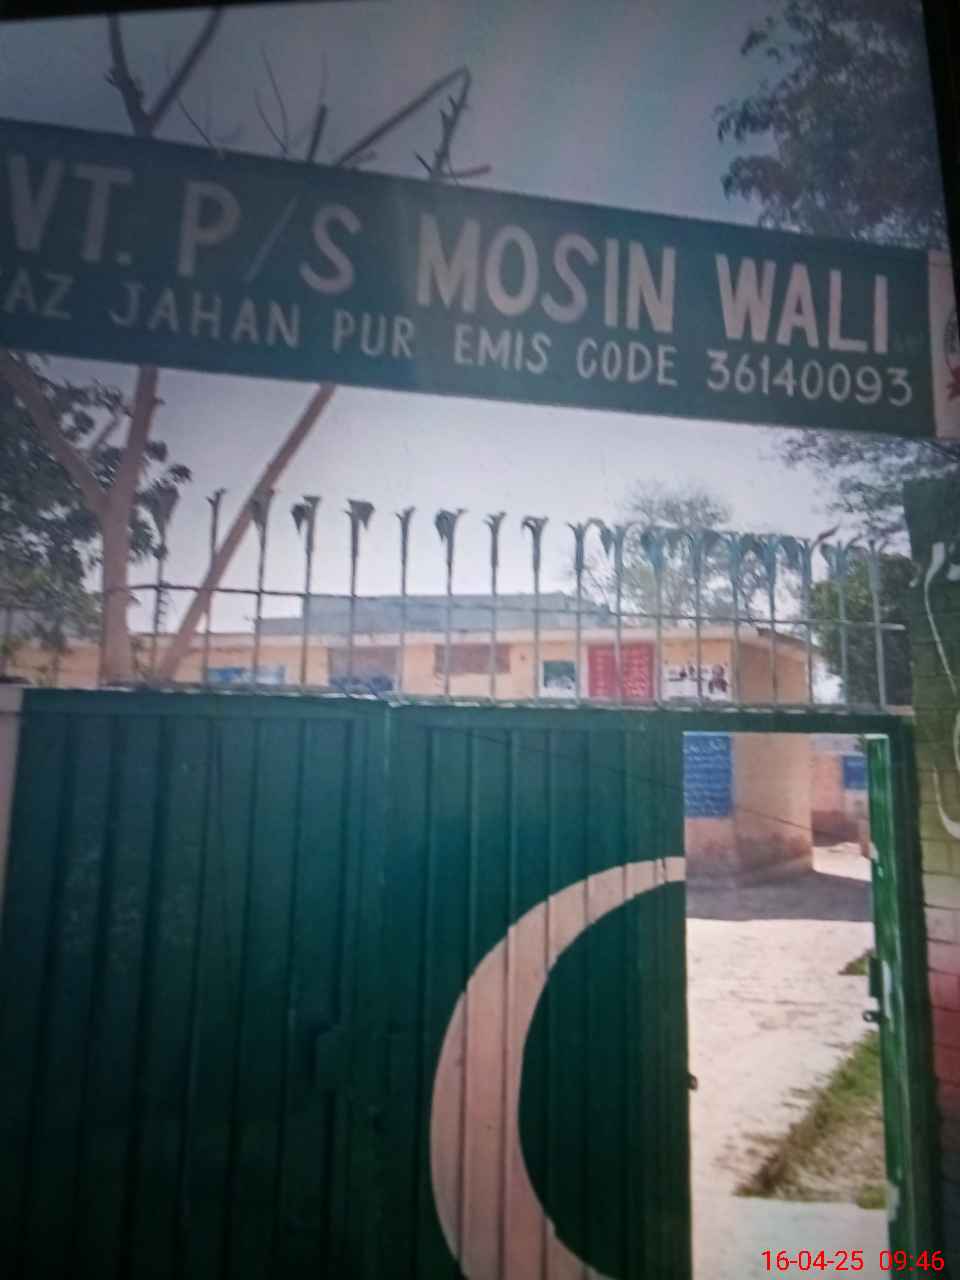 VT. P/S MOSIN WALI
AZ JAHAN PUR EMIS CODE 36140093
16-04-25 09:46